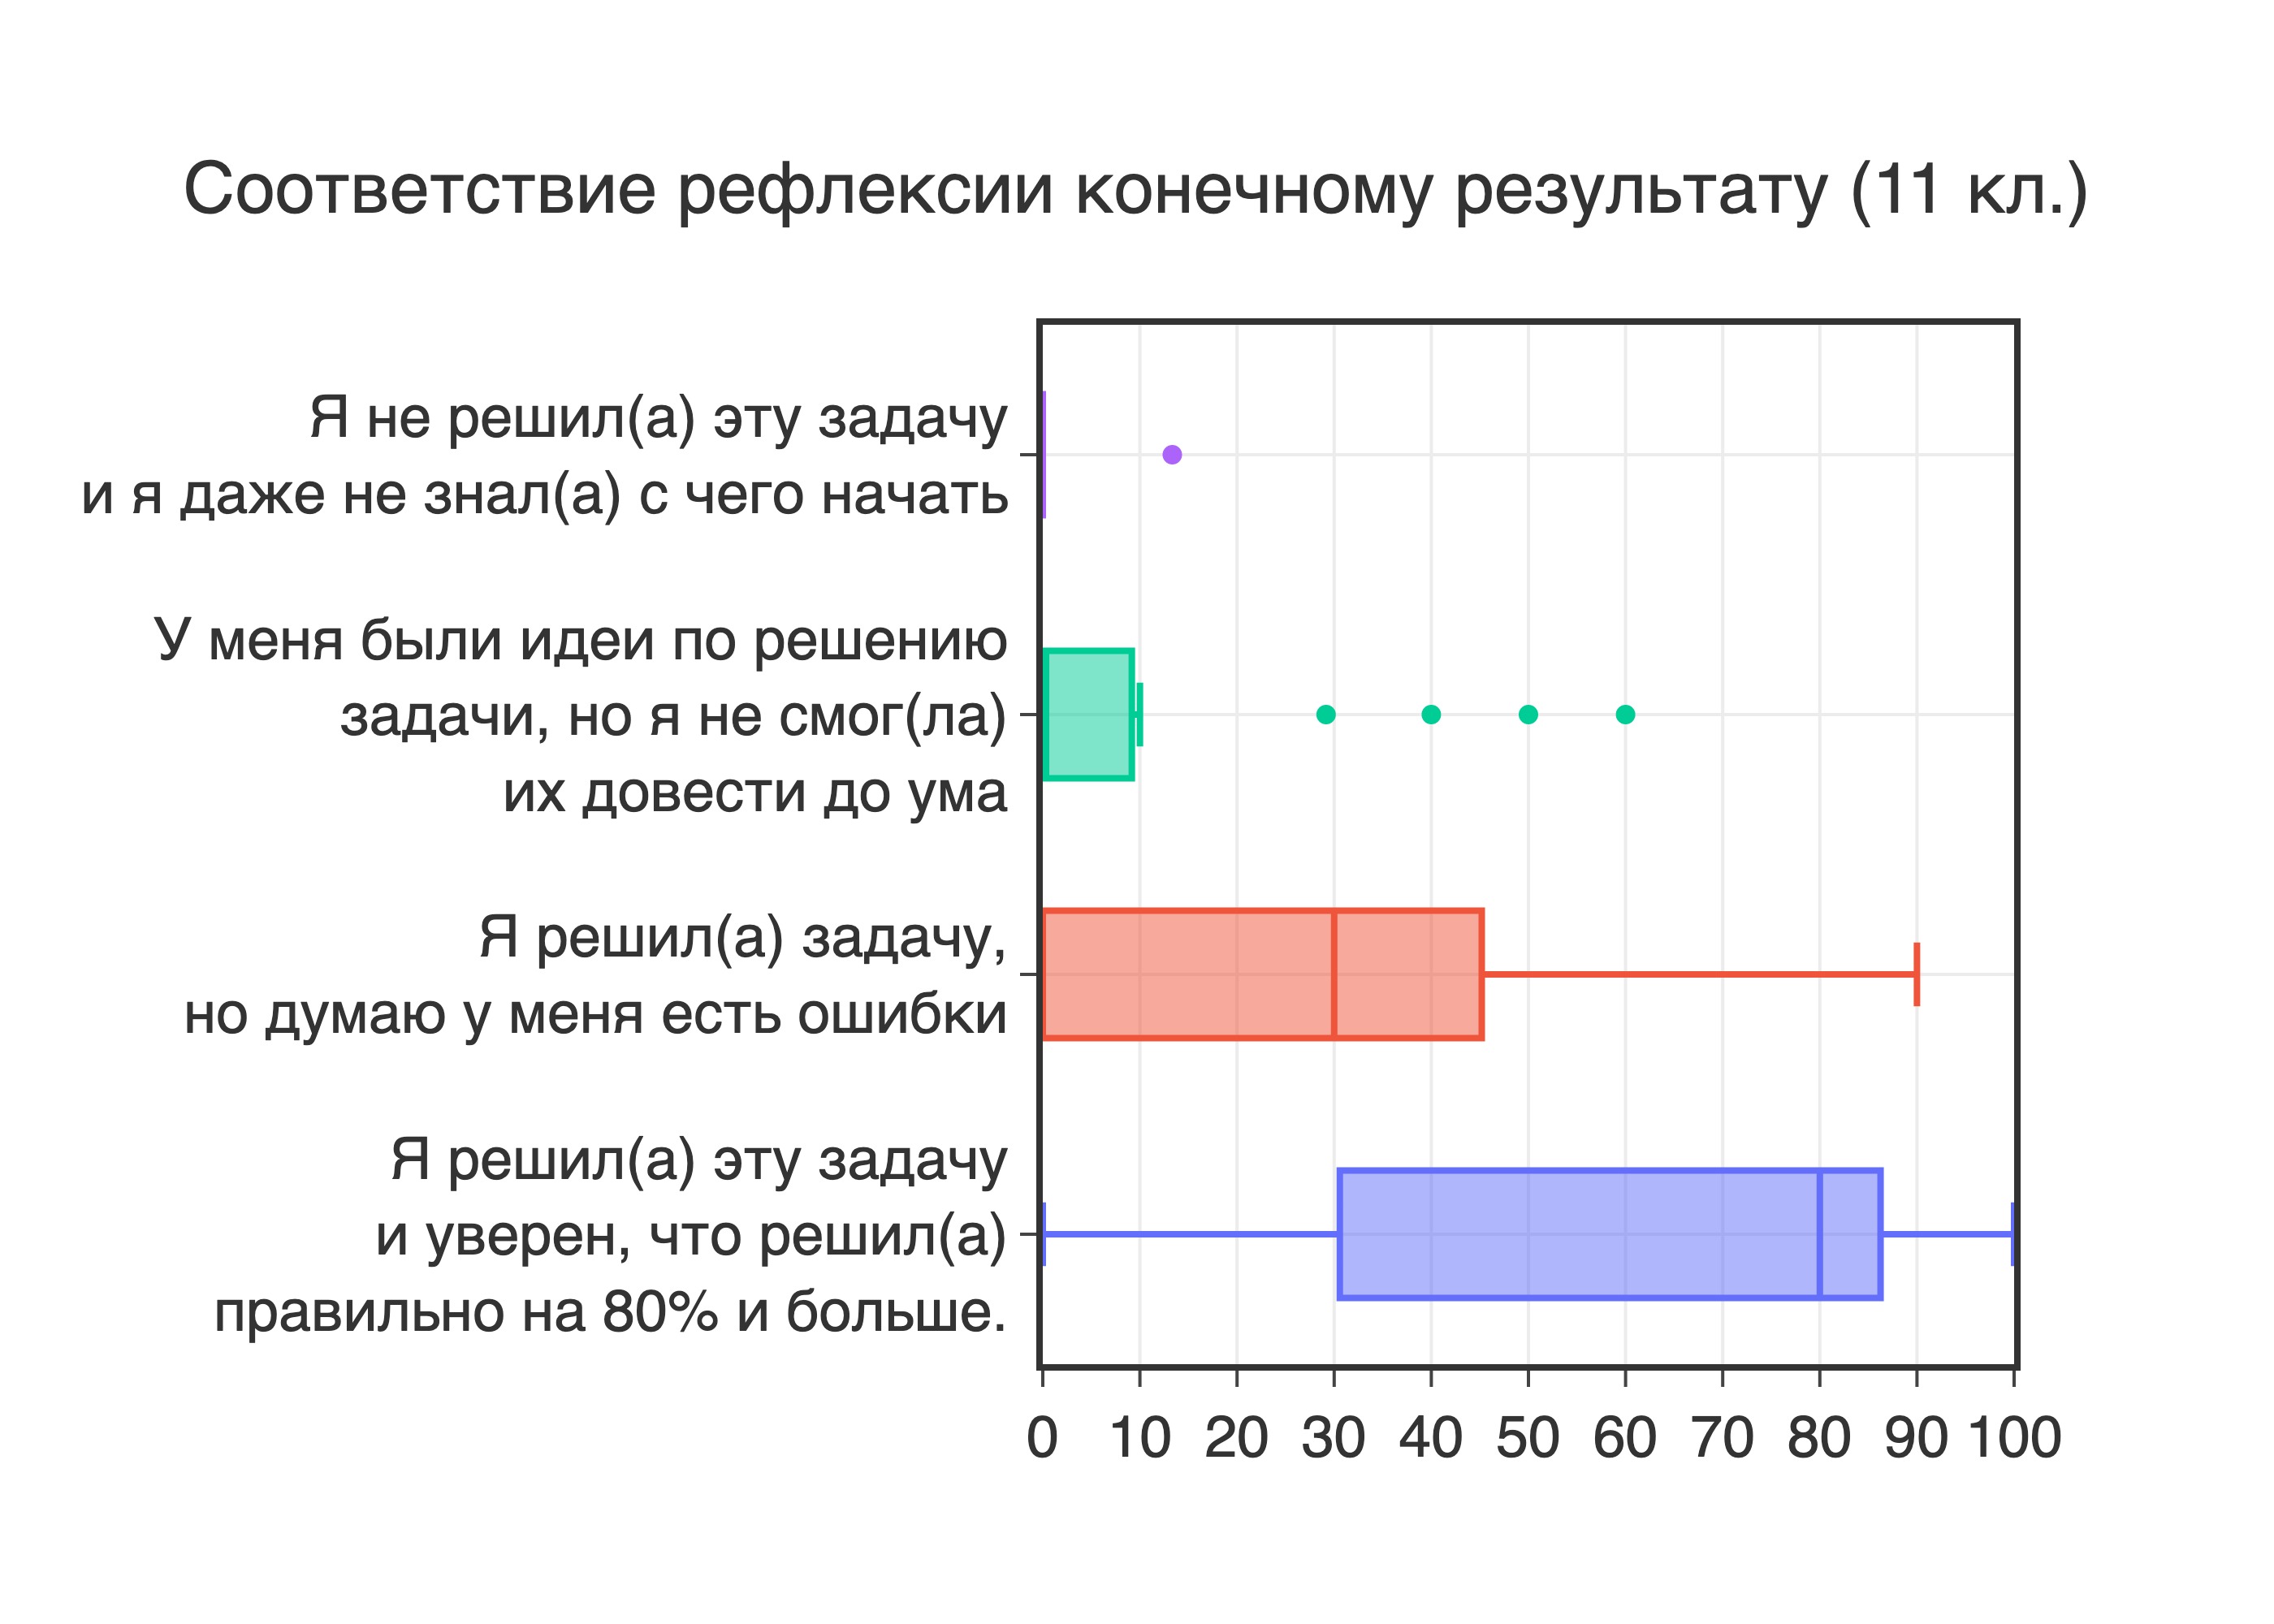 Соответствие рефлексии конечному результату (11 кл.)
Я не решил(а) эту задачу
и я даже не знал(а) с чего начать
У меня были идеи по решению
задачи, но я не смог(ла)
их довести до ума
Я решил(а) задачу,
но думаю у меня есть ошибки
Я решил(а) эту задачу
и уверен, что решил(а)
правильно на 80% и больше.
0 10 20 30 40 50 60 70 80 90 100